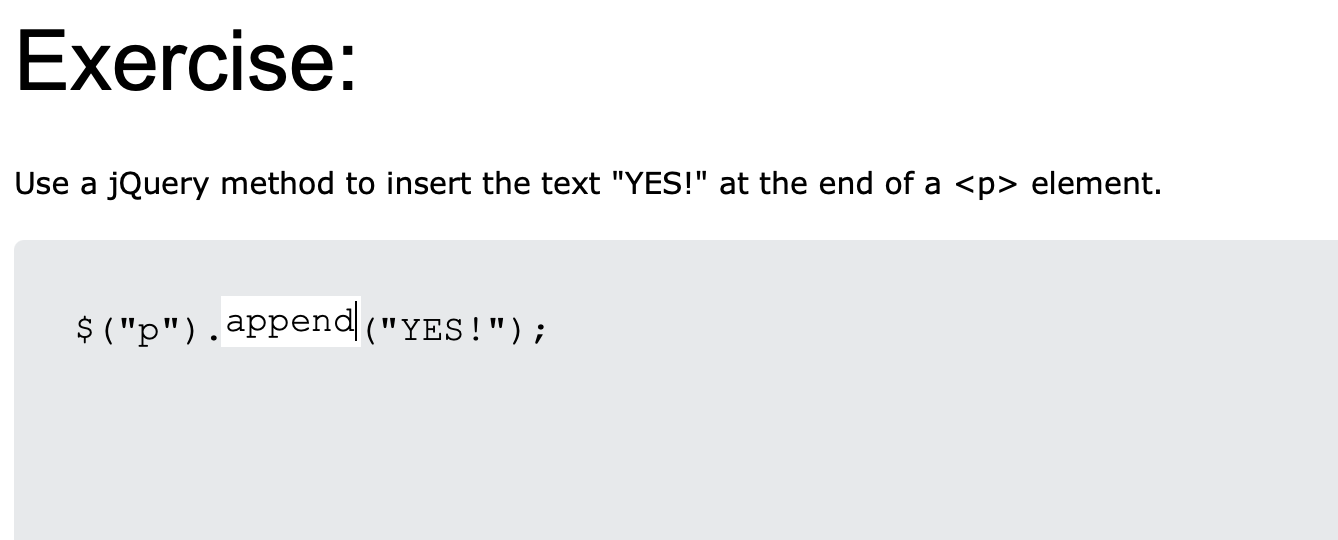 Exercise:
Use a jQuery method to insert the text "YES!" at the end of a <p> element.
$("p").append("YES!");